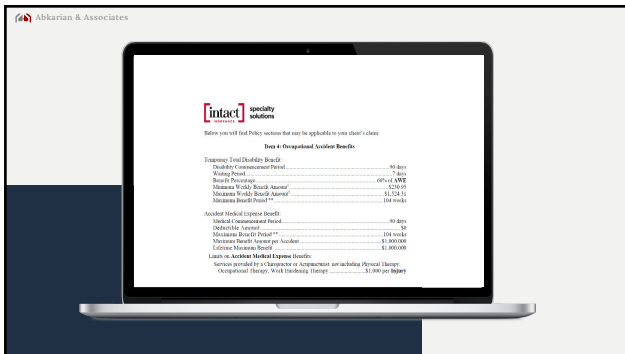 Abkarian & Associates
intact
INSURANCE
specialty
solutions
Below you will find Policy sections that may be applicable to your client's claim:
Item 4: Occupational Accident Benefits
Temporary Total Disability Benefit:
Disability Commencement Period 90 days
Waiting Period 7 days
Benefit Percentage 66% of AWE
Minimum Weekly Benefit Amount $230.95
Maximum Weekly Benefit Amount $1,524.31
Maximum Benefit Period ** 104 weeks
Accident Medical Expense Benefit:
Medical Commencement Period 90 days
Deductible Amount $0
Maximum Benefit Period ** 104 weeks
Maximum Benefit Amount per Accident $1,000,000
Lifetime Maximum Benefit $1,000,000
Limits on Accident Medical Expense Benefits:
Services provided by a Chiropractor or Acupuncturist, not including Physical Therapy,
Occupational Therapy, Work Hardening Therapy $1,000 per Injury